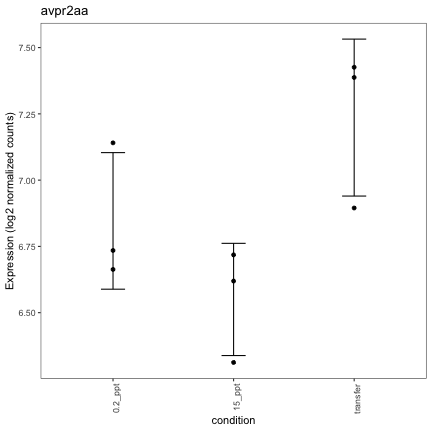 avpr2aa
Expression (log2 normalized counts)
7.50
7.25
7.00
6.75
6.50
0.2_ppt
15_ppt
transfer
condition